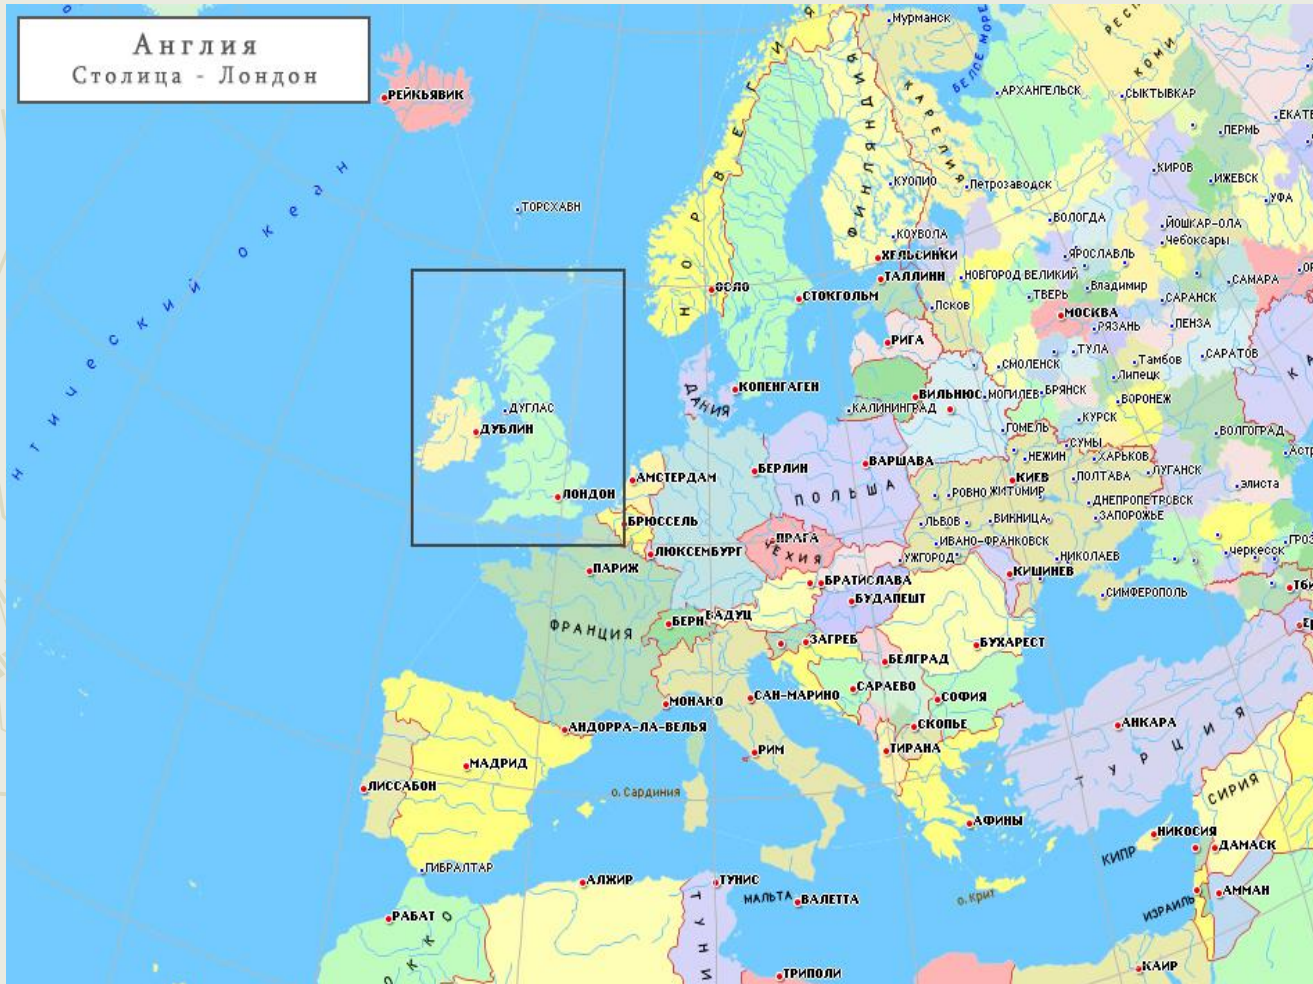 Англия
Столица - Лондон
Мурманск
КОМИ
БЕЛОЕ МОРЕ
КАРЕЛИЯ
РЕЙКЬЯВИК
АРХАНГЕЛЬСК
СЫКТЫВКАР
ПЕРМЬ
НОРВЕГИЯ
ФИНЛЯНДИЯ
КИРОВ
ИЖЕВСК
УФА
КУОПИО
Петрозаводск
ТОРСХАВН
ВОЛОГДА
ЙОШКАР-ОЛА
Чебоксары
КОУВОЛА
ЯРОСЛАВЛЬ
ХЕЛЬСИНКИ
ТАЛЛИНН
НОВГОРОД ВЕЛИКИЙ
САМАРА
океан
ОСЛО
СТОКГОЛЬМ
Владимир
ТВЕРЬ
САРАНСК
Псков
МОСКВА
РЯЗАНЬ
ПЕНЗА
РИГА
ТУЛА
САРАТОВ
СМОЛЕНСК
Тамбов
Липецк
КОПЕНГАГЕН
ДАНИЯ
ВИЛЬНЮС
МОГИЛЕВ
БРЯНСК
ВОРОНЕЖ
КАЛИНИНГРАД
ДУГЛАС
КУРСК
ДУБЛИН
ГОМЕЛЬ
ВОЛГОГРАД
СУМЫ
НЕЖИН
ХАРЬКОВ
БЕРЛИН
ВАРШАВА
ЛУГАНСК
АМСТЕРДАМ
КИЕВ
ПОЛТАВА
ЭЛИСТА
ПОЛЬША
РОВНО
ЖИТОМИР
ЛОНДОН
ДНЕПРОПЕТРОВСК
ЗАПОРОЖЬЕ
БРЮССЕЛЬ
ЛЬВОВ
ВИКНИЦА
ПРАГА
ЧЕХИЯ
ИВАНО-ФРАНКОВСК
ЛЮКСЕМБУРГ
УЖГОРОД
НИКОЛАЕВ
черкесск
ПАРИЖ
БРАТИСЛАВА
КИШИНЕВ
БУДАПЕШТ
СИМФЕРОПОЛЬ
БЕРН
ВАДУЦ
ФРАНЦИЯ
ЗАГРЕБ
БУХАРЕСТ
БЕЛГРАД
САРАЕВО
СОФИЯ
МОНАКО
САН-МАРИНО
СКОПЬЕ
АНКАРА
АНДОРРА-ЛА-ВЕЛЬЯ
РИМ
ТИРАНА
ТУРЦИЯ
МАДРИД
ЛИССАБОН
о. Сардиния
СИРИЯ
АФИНЫ
НИКОСИЯ
КИПР
ДАМАСК
ГИБРАЛТАР
АЛЖИР
ТУНИС
МАЛЬТА
ВАЛЕТТА
о. Крит
АММАН
ИЗРАИЛЬ
РАБАТ
ТРИПОЛИ
КАИР